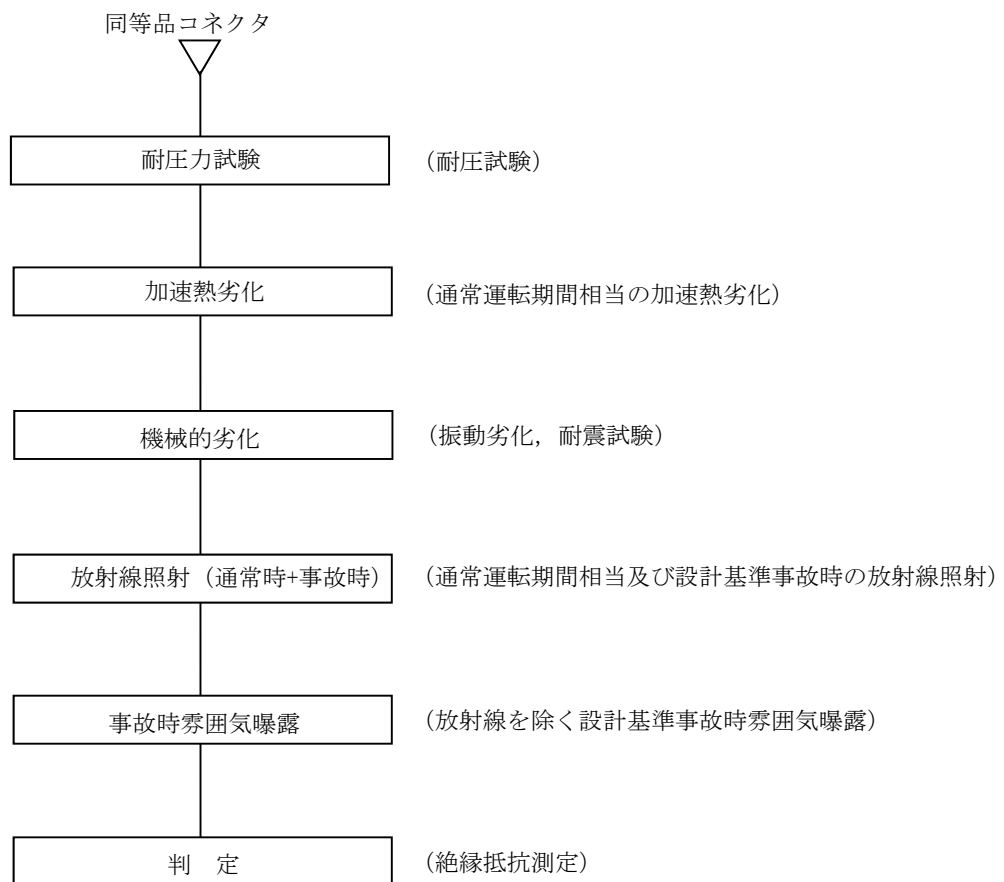 同等品コネクタ
耐圧力試験 (耐圧試験)
加速熱劣化 (通常運転期間相当の加速熱劣化)
機械的劣化 (振動劣化,耐震試験)
放射線照射(通常時+事故時) (通常運転期間相当及び設計基準事故時の放射線照射)
事故時雰囲気曝露 (放射線を除く設計基準事故時雰囲気曝露)
判 定 (絶縁抵抗測定)